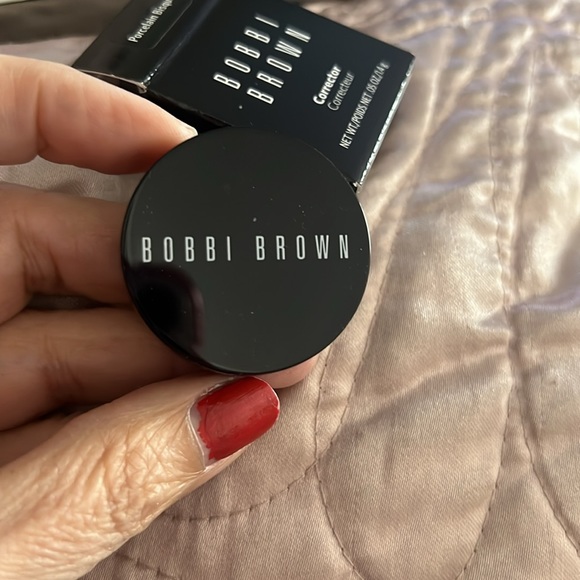 Porcelain Bisque
BOBBI
BROWN
Corrector
Correcteur
NET WT./POIDS NET .05 OZ/1.4 g
BOBBI BROWN